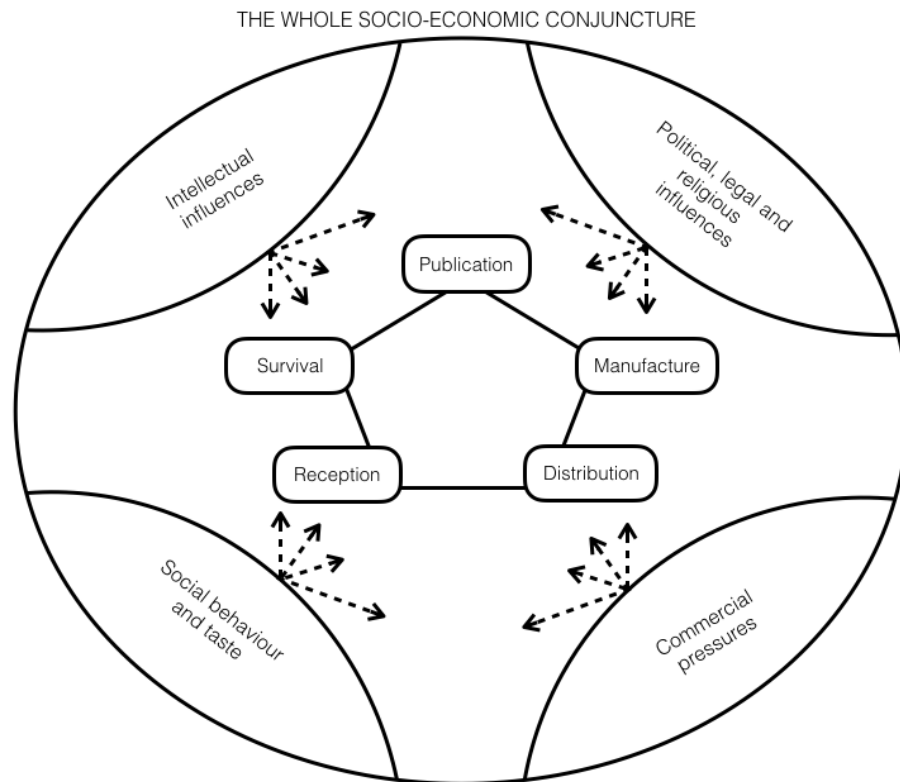 THE WHOLE SOCIO-ECONOMIC CONJUNCTURE
Intellectual
influences
Political, legal and
religious
influences
Publication
Survival
Manufacture
Reception
Distribution
Social behaviour
and taste
Commercial
pressures